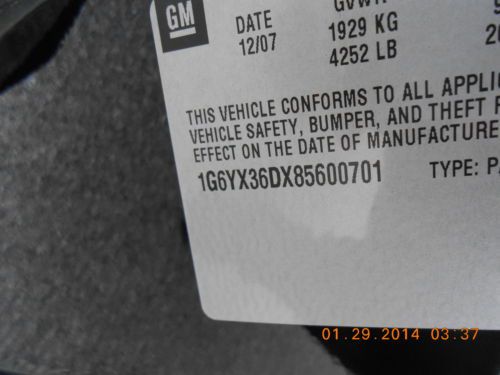 GM
DATE GVWR
12/07 1929 KG
4252 LB
THIS VEHICLE CONFORMS TO ALL
VEHICLE SAFETY, BUMPER, AND THEFT
EFFECT ON THE DATE OF MANUFACTURE
1G6YX36DX85600701 TYPE:
01.29.2014 03:37